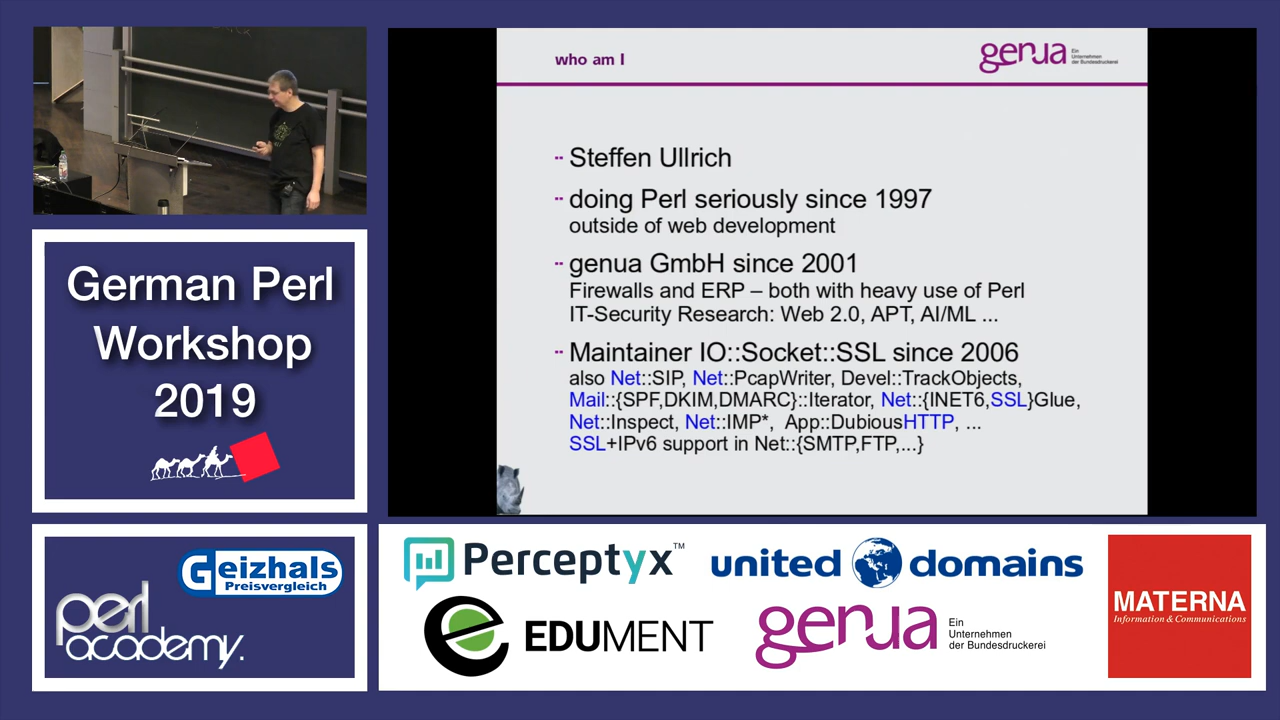 who am I
genua
Ein
Unternehmen
der Bundesdruckerei
Steffen Ullrich
doing Perl seriously since 1997
outside of web development
genua GmbH since 2001
Firewalls and ERP – both with heavy use of Perl
IT-Security Research: Web 2.0, APT, AI/ML ...
Maintainer IO::Socket::SSL since 2006
also Net::SIP, Net::PcapWriter, Devel::TrackObjects,
Mail::{SPF,DKIM,DMARC}::Iterator, Net::{INET6,SSL}Glue,
Net::Inspect, Net::IMP*, App::DubiousHTTP, ...
SSL+IPv6 support in Net::{SMTP,FTP,...}
German Perl
Workshop
2019
Geizhals
Preisvergleich
perl
academy.
Perceptyx™
united domains
EDUMENT
genua
Ein
Unternehmen
der Bundesdruckerei
MATERNA
Information & Communications